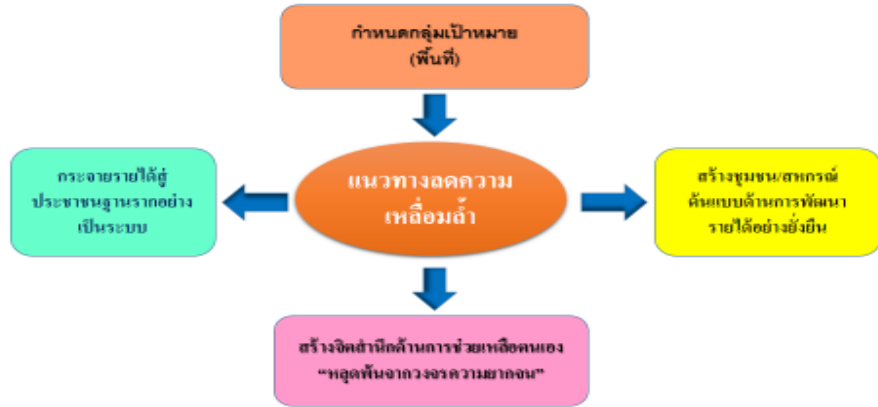 กำหนดกลุ่มเป้าหมาย
(พื้นที่)
แนวทางลดความ
เหลื่อมล้ำ
กระจายรายได้สู่
ประชาชนฐานรากอย่าง
เป็นระบบ
สร้างชุมชน/สหกรณ์
ต้นแบบด้านการพัฒนา
รายได้อย่างยั่งยืน
สร้างจิตสำนึกด้านการช่วยเหลือตนเอง
“หลุดพ้นจากวงจรความยากจน”